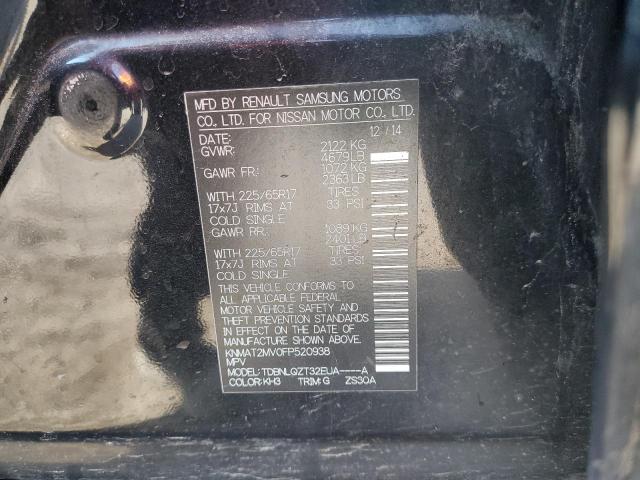 MFD BY RENAULT SAMSUNG MOTORS
CO., LTD. FOR NISSAN MOTOR CO., LTD.
DATE: 12 / 14
GVWR: 2122 KG
4679 LB
GAWR FR: 1072 KG
2363 LB
WITH 225/65R17 TIRES
17x7J RIMS AT 33 PSI
COLD SINGLE
GAWR RR: 1089 KG
2401 LB
WITH 225/65R17 TIRES
17x7J RIMS AT 33 PSI
COLD SINGLE
THIS VEHICLE CONFORMS TO
ALL APPLICABLE FEDERAL
MOTOR VEHICLE SAFETY AND
THEFT PREVENTION STANDARDS
IN EFFECT ON THE DATE OF
MANUFACTURE SHOWN ABOVE.
KNMAT2MV0FP520938
MPV
MODEL: TDBNLQZT32EUA----A
COLOR: KH3 TRIM: G ZS30A